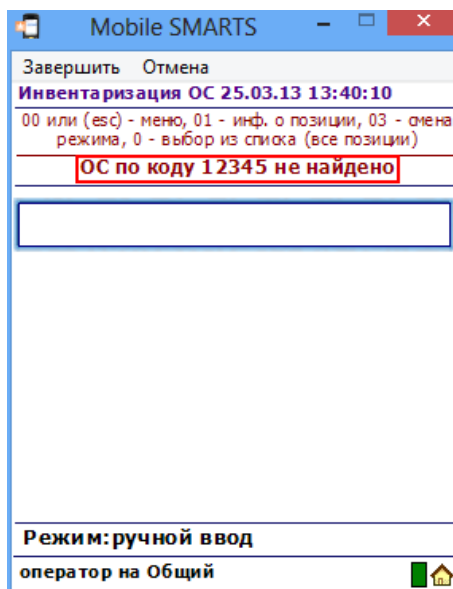 Mobile SMARTS
Завершить Отмена
Инвентаризация ОС 25.03.13 13:40:10
00 или (esc) - меню, 01 - инф. о позиции, 03 - смена
режима, 0 - выбор из списка (все позиции)
ОС по коду 12345 не найдено
Режим:ручной ввод
оператор на Общий